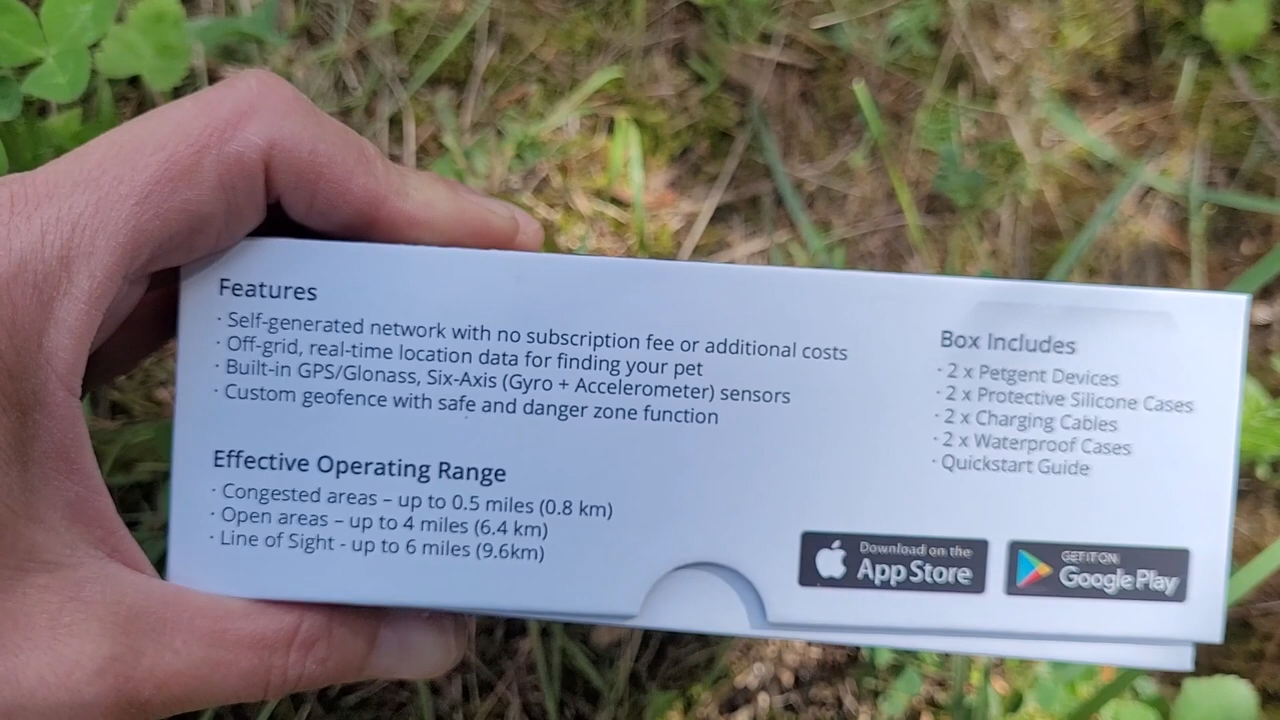 Features
· Self-generated network with no subscription fee or additional costs
· Off-grid, real-time location data for finding your pet
· Built-in GPS/Glonass, Six-Axis (Gyro + Accelerometer) sensors
· Custom geofence with safe and danger zone function
Effective Operating Range
· Congested areas – up to 0.5 miles (0.8 km)
· Open areas – up to 4 miles (6.4 km)
· Line of Sight - up to 6 miles (9.6km)
Box Includes
· 2 x Petgent Devices
· 2 x Protective Silicone Cases
· 2 x Charging Cables
· 2 x Waterproof Cases
· Quickstart Guide
Download on the
App Store
GET IT ON
Google Play